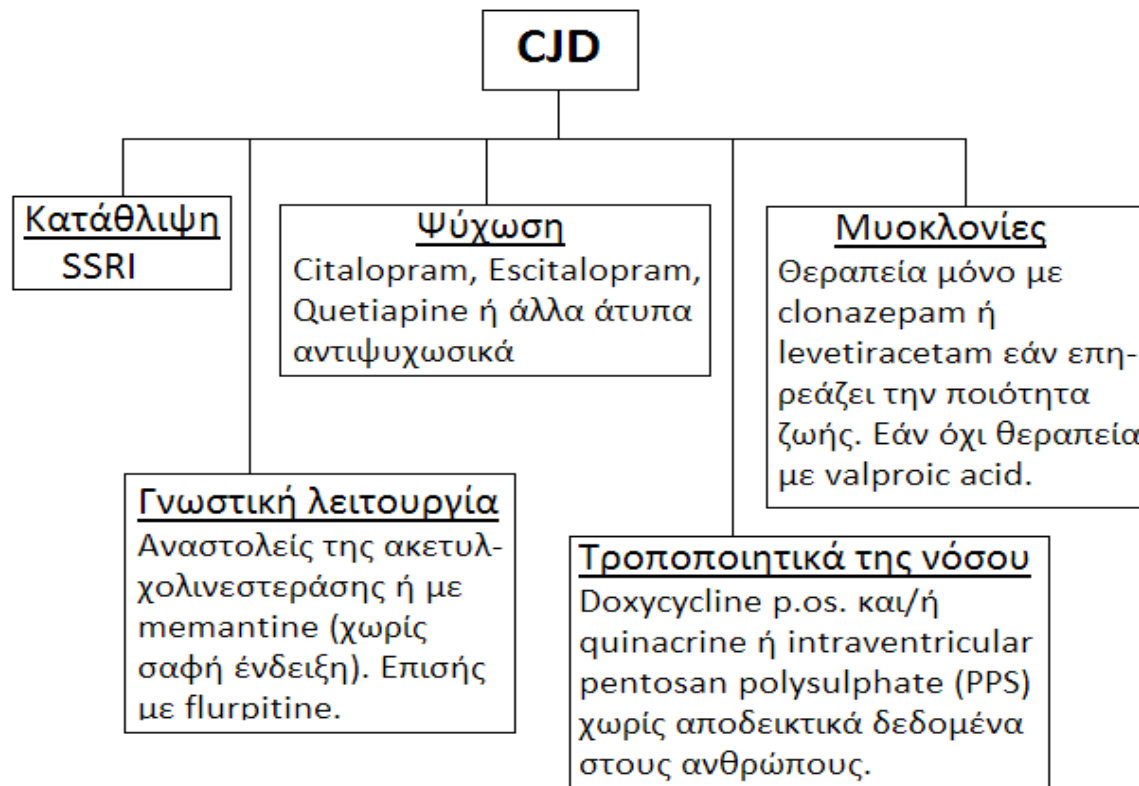 CJD
Κατάθλιψη
SSRI
Ψύχωση
Citalopram, Escitalopram,
Quetiapine ή άλλα άτυπα
αντιψυχωσικά
Μυοκλονίες
Θεραπεία μόνο με
clonazepam ή
levetiracetam εάν επη-
ρεάζει την ποιότητα
ζωής. Εάν όχι θεραπεία
με valproic acid.
Γνωστική λειτουργία
Αναστολείς της ακετυλ-
χολινεστεράσης ή με
memantine (χωρίς
σαφή ένδειξη). Επισής
με flurpitine.
Τροποποιητικά της νόσου
Doxycycline p.os. και/ή
quinacrine ή intraventricular
pentosan polysulphate (PPS)
χωρίς αποδεικτικά δεδομένα
στους ανθρώπους.